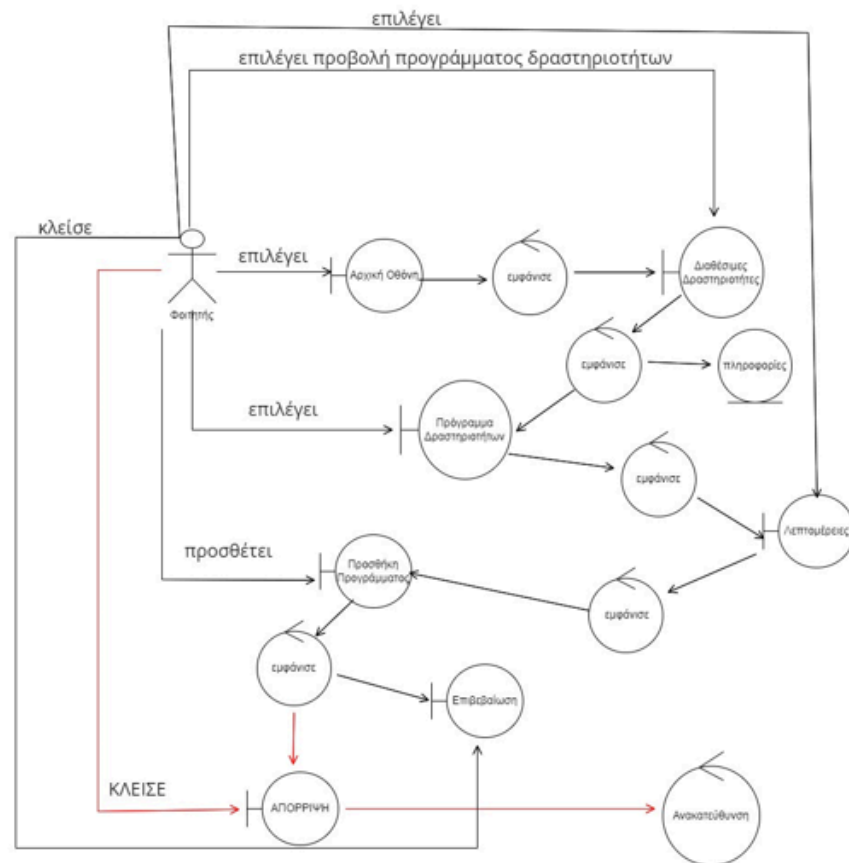 επιλέγει
επιλέγει προβολή προγράμματος δραστηριοτήτων
κλείσε
Φοιτητής
επιλέγει
Αρχική Οθόνη
εμφάνισε
Διαθέσιμες
Δραστηριότητες
εμφάνισε
πληροφορίες
επιλέγει
Πρόγραμμα
Δραστηριοτήτων
εμφάνισε
Λεπτομέρειες
προσθέτει
Προσθήκη
Προγράμματος
εμφάνισε
εμφάνισε
Επιβεβαίωση
ΚΛΕΙΣΕ
ΑΠΟΡΡΙΨΗ
Ανακατεύθυνση